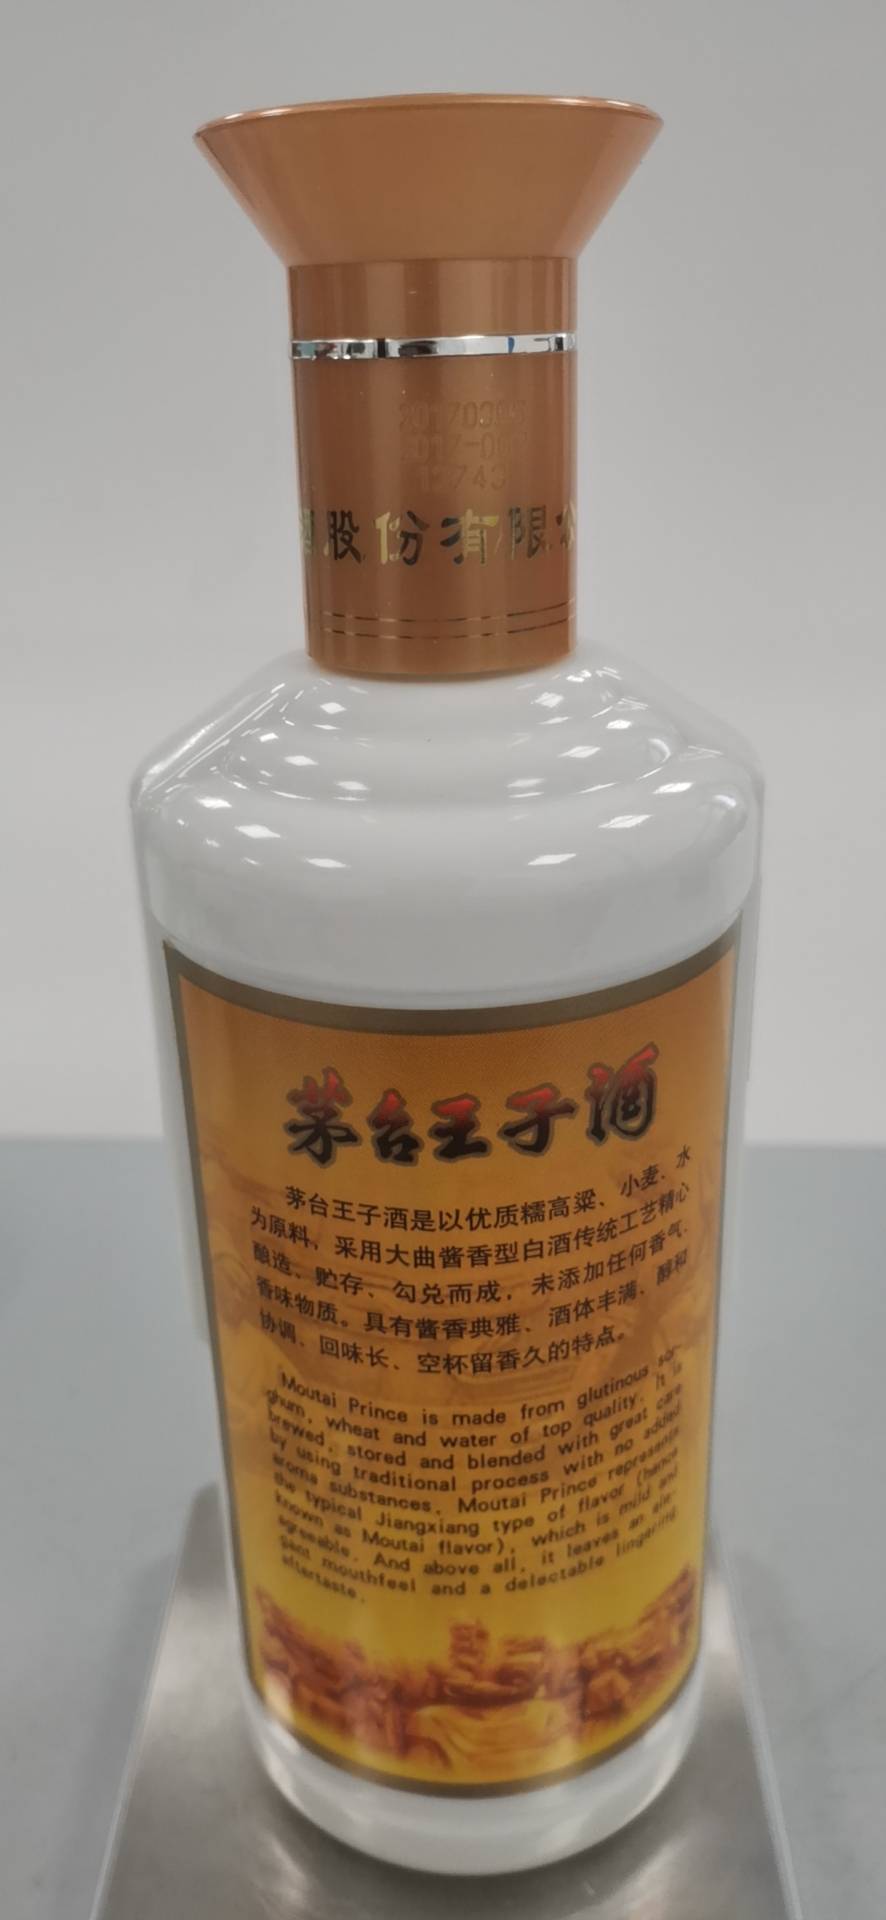 股份有限
茅台王子酒
茅台王子酒是以优质糯高粱、小麦、水
为原料，采用大曲酱香型白酒传统工艺精心
酿造、贮存、勾兑而成，未添加任何香气、
香味物质。具有酱香典雅、酒体丰满、醇和
协调、回味长、空杯留香久的特点。
Moutai Prince is made from glutinous sor-
ghum, wheat and water of top quality. It is
brewed, stored and blended with great care
by using traditional process with no added
aroma substances. Moutai Prince represents
the typical Jiangxiang type of flavor (hence
known as Moutai flavor), which is mild and
agreeable. And above all, it leaves an ele-
gant mouthfeel and a delectable lingering
aftertaste.